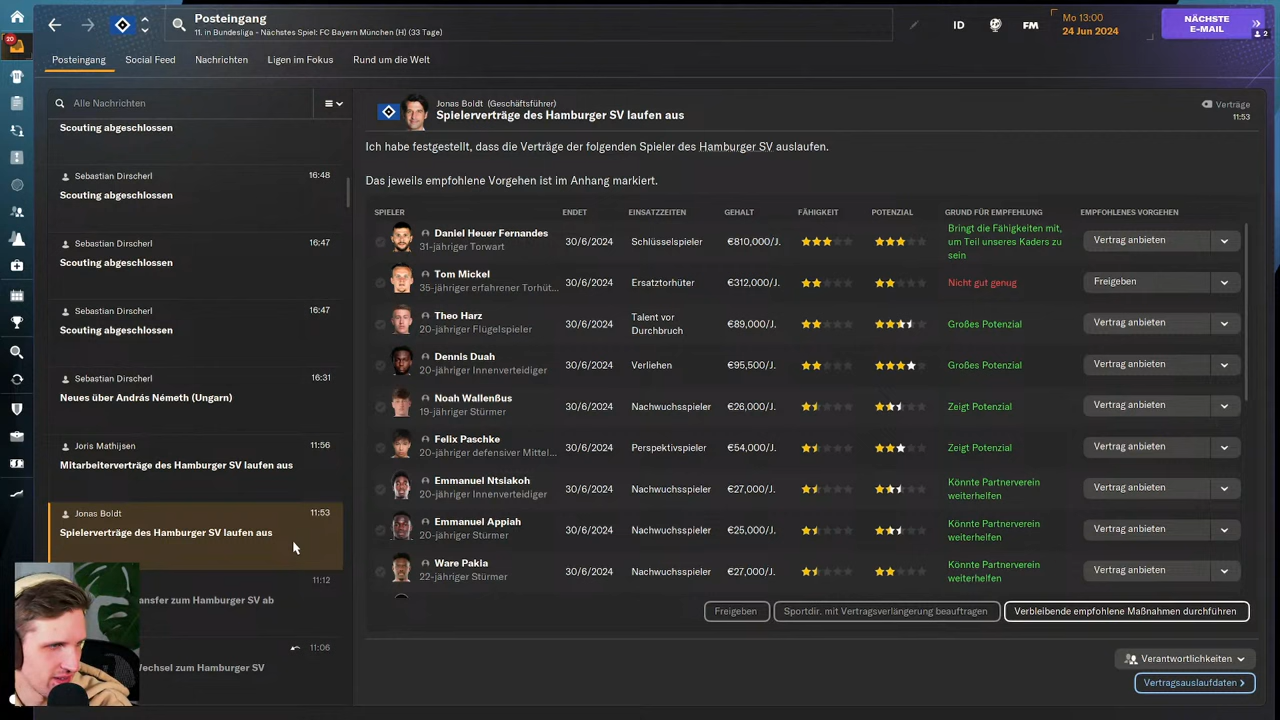 20
Posteingang
11. in Bundesliga - Nächstes Spiel: FC Bayern München (H) (33 Tage)
ID
FM
Mo 13:00
24 Jun 2024
NÄCHSTE
E-MAIL
2
Posteingang
Social Feed
Nachrichten
Ligen im Fokus
Rund um die Welt
Alle Nachrichten
Scouting abgeschlossen
Sebastian Dirscherl
16:48
Scouting abgeschlossen
Sebastian Dirscherl
16:47
Scouting abgeschlossen
Sebastian Dirscherl
16:47
Scouting abgeschlossen
Sebastian Dirscherl
16:31
Neues über András Németh (Ungarn)
Joris Mathijsen
11:56
Mitarbeiterverträge des Hamburger SV laufen aus
Jonas Boldt
11:53
Spielerverträge des Hamburger SV laufen aus
11:12
ansfer zum Hamburger SV ab
11:06
Wechsel zum Hamburger SV
Jonas Boldt (Geschäftsführer)
Spielerverträge des Hamburger SV laufen aus
Verträge
11:53
Ich habe festgestellt, dass die Verträge der folgenden Spieler des Hamburger SV auslaufen.
Das jeweils empfohlene Vorgehen ist im Anhang markiert.
SPIELER ENDET EINSATZZEITEN GEHALT FÄHIGKEIT POTENZIAL GRUND FÜR EMPFEHLUNG EMPFOHLENES VORGEHEN
Daniel Heuer Fernandes
31-jähriger Torwart
30/6/2024
Schlüsselspieler
€810,000/J.
Bringt die Fähigkeiten mit,
um Teil unseres Kaders zu
sein
Vertrag anbieten
Tom Mickel
35-jähriger erfahrener Torhüt...
30/6/2024
Ersatztorhüter
€312,000/J.
Nicht gut genug
Freigeben
Theo Harz
20-jähriger Flügelspieler
30/6/2024
Talent vor
Durchbruch
€89,000/J.
Großes Potenzial
Vertrag anbieten
Dennis Duah
20-jähriger Innenverteidiger
30/6/2024
Verliehen
€95,500/J.
Großes Potenzial
Vertrag anbieten
Noah Wallenßus
19-jähriger Stürmer
30/6/2024
Nachwuchsspieler
€26,000/J.
Zeigt Potenzial
Vertrag anbieten
Felix Paschke
20-jähriger defensiver Mittel...
30/6/2024
Perspektivspieler
€54,000/J.
Zeigt Potenzial
Vertrag anbieten
Emmanuel Ntsiakoh
20-jähriger Innenverteidiger
30/6/2024
Nachwuchsspieler
€27,000/J.
Könnte Partnerverein
weiterhelfen
Vertrag anbieten
Emmanuel Appiah
20-jähriger Stürmer
30/6/2024
Nachwuchsspieler
€25,000/J.
Könnte Partnerverein
weiterhelfen
Vertrag anbieten
Ware Pakia
22-jähriger Stürmer
30/6/2024
Nachwuchsspieler
€27,000/J.
Könnte Partnerverein
weiterhelfen
Vertrag anbieten
Freigeben
Sportdir. mit Vertragsverlängerung beauftragen
Verbleibende empfohlene Maßnahmen durchführen
Verantwortlichkeiten
Vertragsauslaufdaten